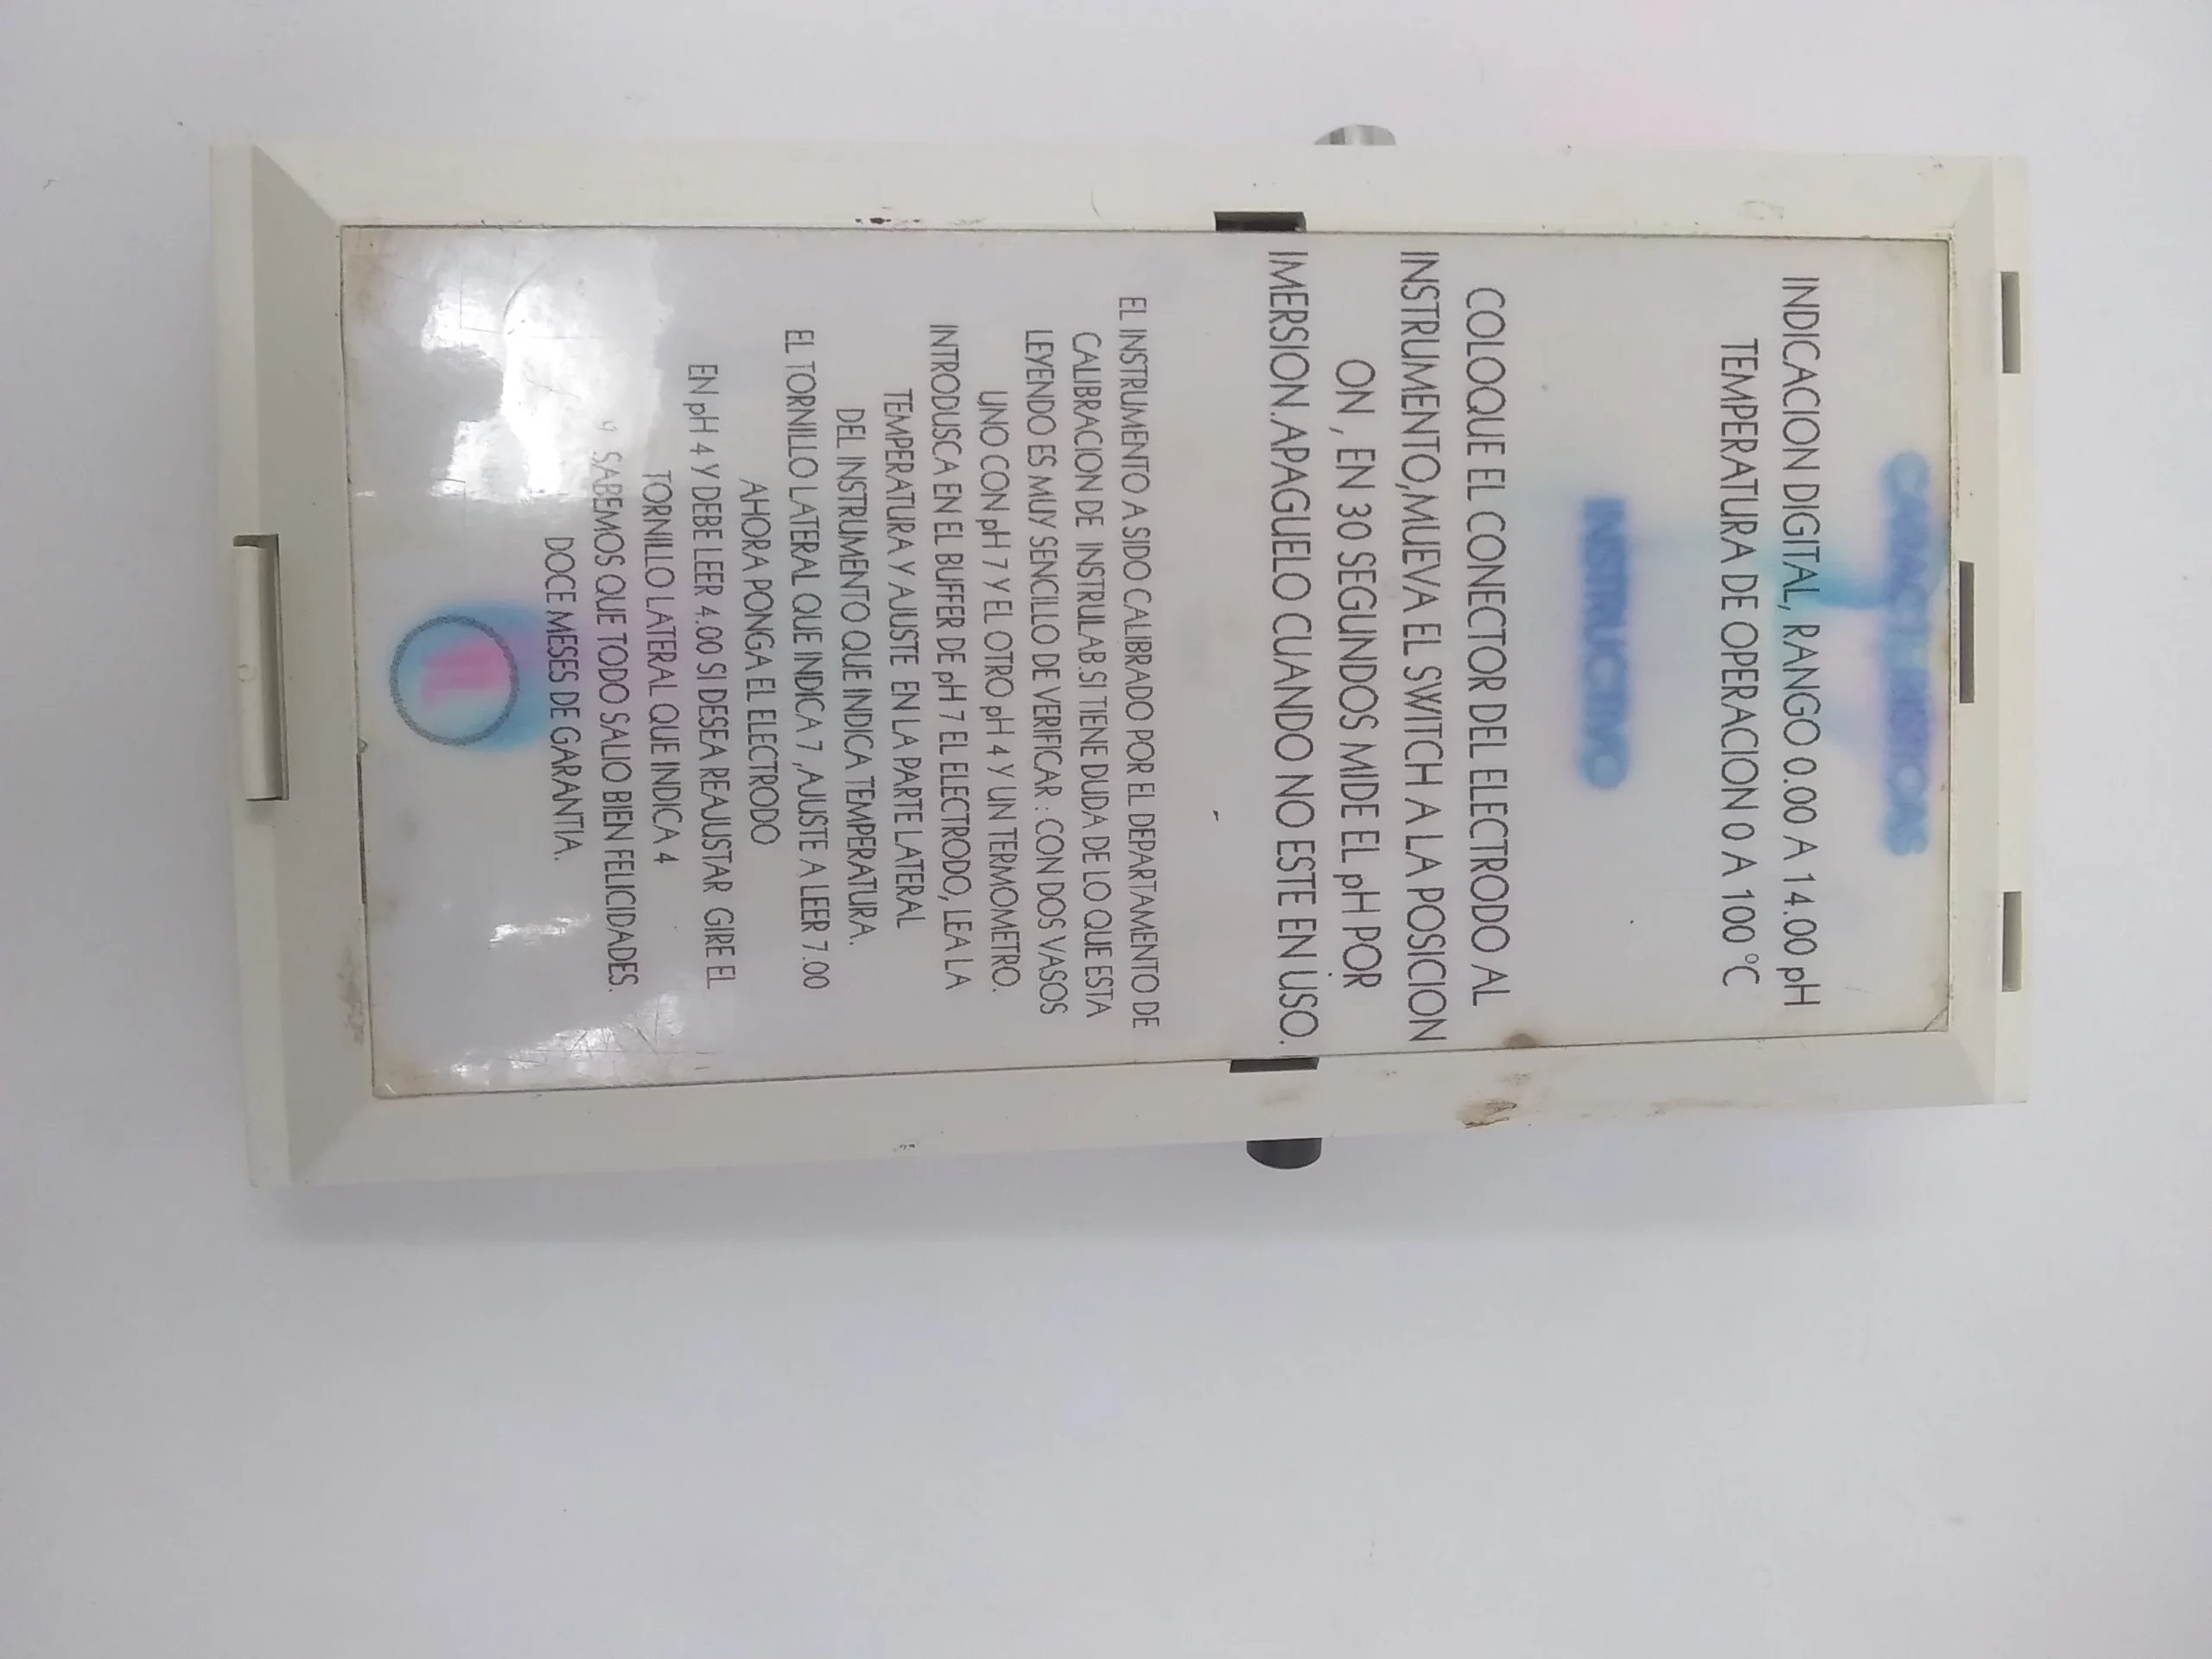 CARACTERISTICAS
INDICACION DIGITAL, RANGO 0.00 A 14.00 pH
TEMPERATURA DE OPERACION 0 A 100 °C
INSTRUCTIVO
COLOQUE EL CONECTOR DEL ELECTRODO AL
INSTRUMENTO,MUEVA EL SWITCH A LA POSICION
ON , EN 30 SEGUNDOS MIDE EL pH POR
IMERSION.APAGUELO CUANDO NO ESTE EN USO.
EL INSTRUMENTO A SIDO CALIBRADO POR EL DEPARTAMENTO DE
CALIBRACION DE INSTRULAB.SI TIENE DUDA DE LO QUE ESTA
LEYENDO ES MUY SENCILLO DE VERIFICAR : CON DOS VASOS
UNO CON pH 7 Y EL OTRO pH 4 Y UN TERMOMETRO.
INTRODUSCA EN EL BUFFER DE pH 7 EL ELECTRODO, LEA LA
TEMPERATURA Y AJUSTE EN LA PARTE LATERAL
DEL INSTRUMENTO QUE INDICA TEMPERATURA.
EL TORNILLO LATERAL QUE INDICA 7 ,AJUSTE A LEER 7.00
AHORA PONGA EL ELECTRODO
EN pH 4 Y DEBE LEER 4.00 SI DESEA REAJUSTAR GIRE EL
TORNILLO LATERAL QUE INDICA 4
SABEMOS QUE TODO SALIO BIEN FELICIDADES.
DOCE MESES DE GARANTIA.